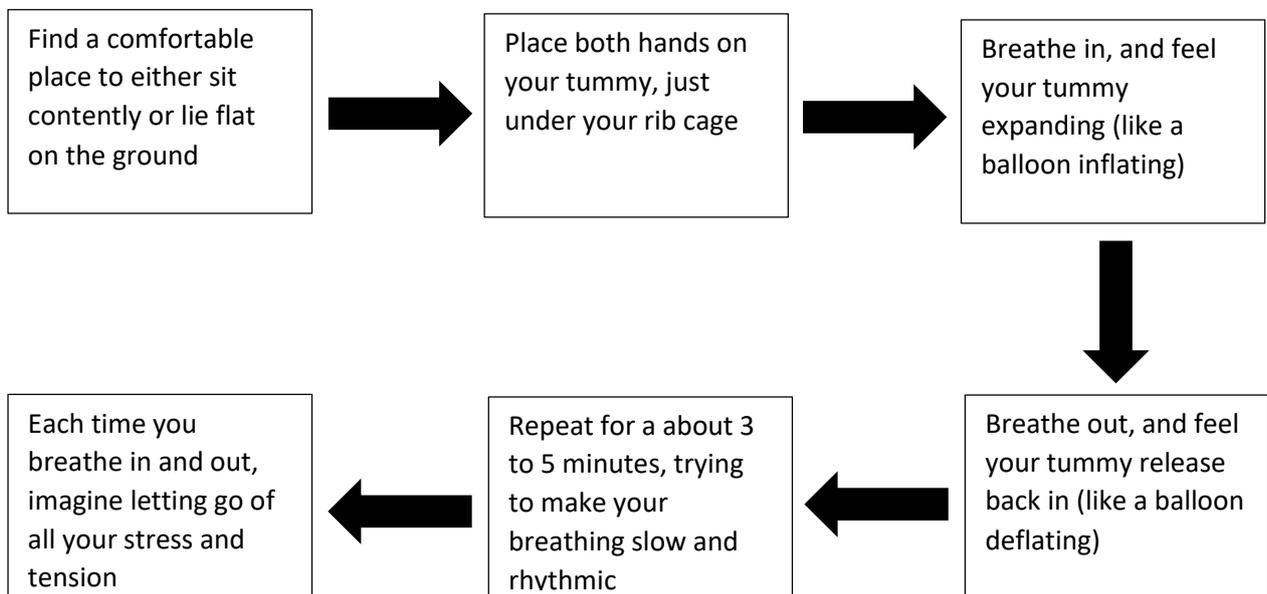 Find a comfortable
place to either sit
contently or lie flat
on the ground
Place both hands on
your tummy, just
under your rib cage
Breathe in, and feel
your tummy
expanding (like a
balloon inflating)
Breathe out, and feel
your tummy release
back in (like a balloon
deflating)
Repeat for a about 3
to 5 minutes, trying
to make your
breathing slow and
rhythmic
Each time you
breathe in and out,
imagine letting go of
all your stress and
tension